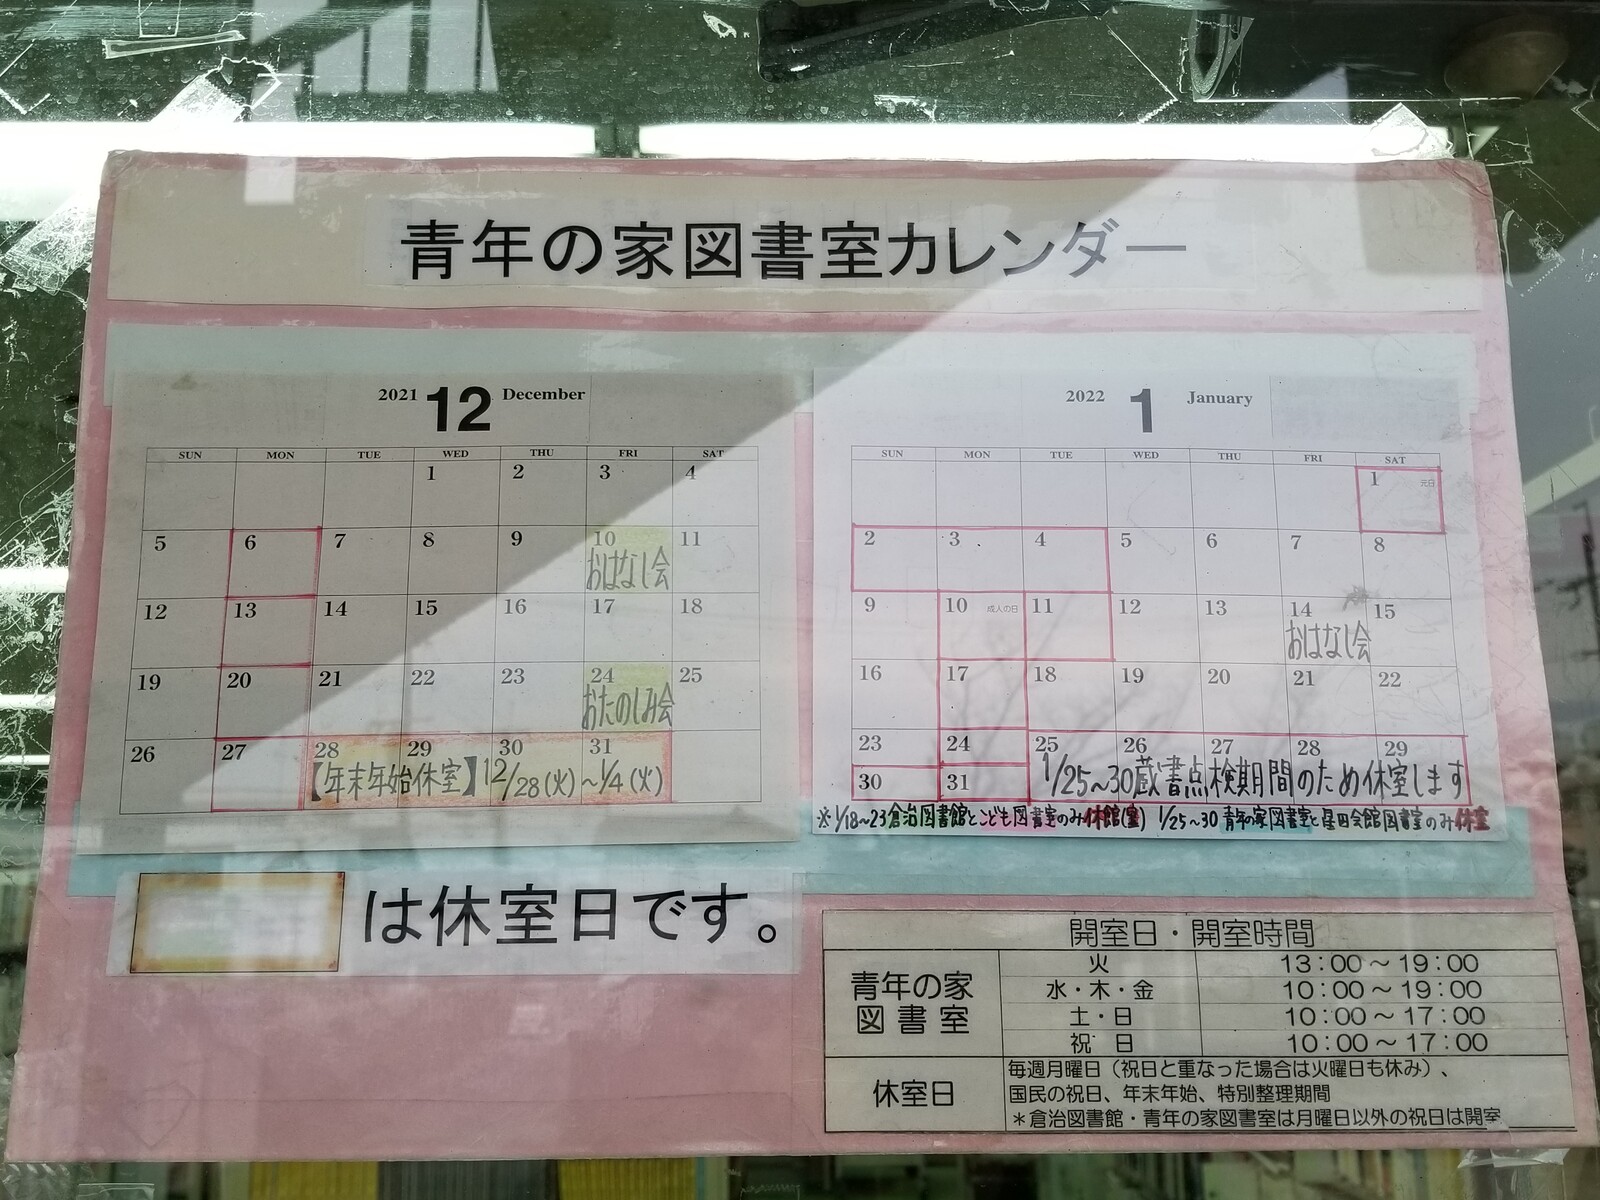 青年の家図書室カレンダー
2021 12 December
SUN MON TUE WED THU FRI SAT
1 2 3 4
5 6 7 8 9 10 11
おはなし会
12 13 14 15 16 17 18
19 20 21 22 23 24 25
おたのしみ会
26 27 28 29 30 31
【年末年始休室】12/28(火)~1/4(火)
2022 1 January
SUN MON TUE WED THU FRI SAT
1 元日
2 3 4 5 6 7 8
9 10 成人の日 11 12 13 14 15
おはなし会
16 17 18 19 20 21 22
23 24 25 26 27 28 29
1/25~30蔵書点検期間のため休室します
30 31
※1/18~23倉治図書館とこども図書室のみ休館(室) 1/25~30青年の家図書室と星田会館図書室のみ休室
は休室日です。
開室日・開室時間
青年の家
図書室
火 13:00~19:00
水・木・金 10:00~19:00
土・日 10:00~17:00
祝 日 10:00~17:00
休室日
毎週月曜日(祝日と重なった場合は火曜日も休み)、
国民の祝日、年末年始、特別整理期間
*倉治図書館・青年の家図書室は月曜日以外の祝日は開室